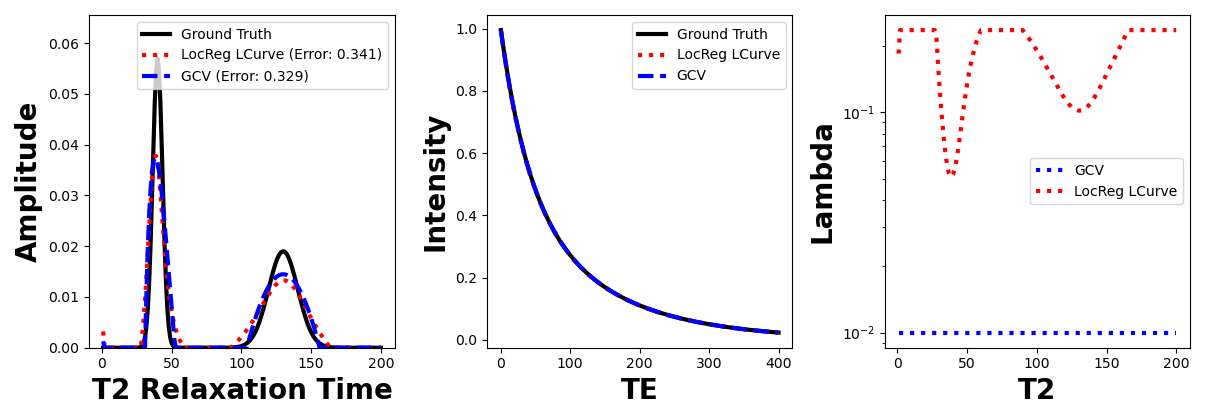 Amplitude
0.06
0.05
0.04
0.03
0.02
0.01
0.00
Ground Truth
LocReg LCurve (Error: 0.341)
GCV (Error: 0.329)
0 50 100 150 200
T2 Relaxation Time
Intensity
1.0
0.8
0.6
0.4
0.2
0.0
Ground Truth
LocReg LCurve
GCV
0 100 200 300 400
TE
Lambda
10⁻¹
10⁻²
GCV
LocReg LCurve
0 50 100 150 200
T2